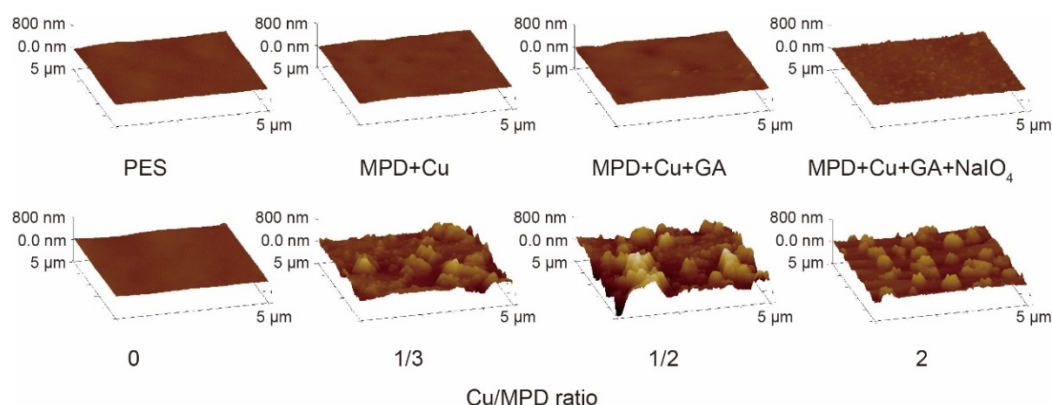 800 nm 800 nm 800 nm 800 nm
0.0 nm 0.0 nm 0.0 nm 0.0 nm
5 µm 5 µm 5 µm 5 µm
5 µm 5 µm 5 µm 5 µm
PES MPD+Cu MPD+Cu+GA MPD+Cu+GA+NaIO₄
800 nm 800 nm 800 nm 800 nm
0.0 nm 0.0 nm 0.0 nm 0.0 nm
5 µm 5 µm 5 µm 5 µm
5 µm 5 µm 5 µm 5 µm
0 1/3 1/2 2
Cu/MPD ratio